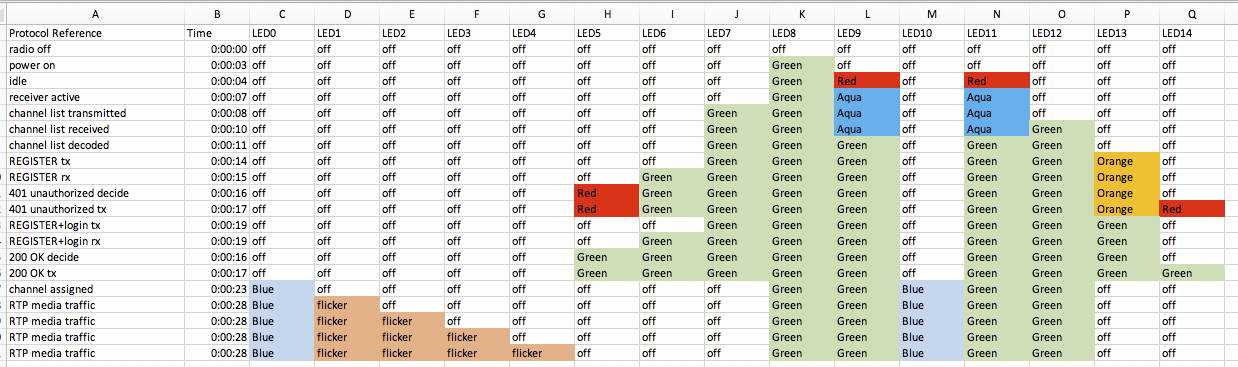 A B C D E F G H I J K L M N O P Q
Protocol Reference Time LED0 LED1 LED2 LED3 LED4 LED5 LED6 LED7 LED8 LED9 LED10 LED11 LED12 LED13 LED14
radio off 0:00:00 off off off off off off off off off off off off off off off
power on 0:00:03 off off off off off off off off Green off off off off off off
idle 0:00:04 off off off off off off off off Green Red off Red off off off
receiver active 0:00:07 off off off off off off off off Green Aqua off Aqua off off off
channel list transmitted 0:00:08 off off off off off off off Green Green Aqua off Aqua off off off
channel list received 0:00:10 off off off off off off off Green Green Aqua off Aqua Green off off
channel list decoded 0:00:11 off off off off off off off Green Green Green off Green Green off off
REGISTER tx 0:00:14 off off off off off off off Green Green Green off Green Green Orange off
REGISTER rx 0:00:15 off off off off off off Green Green Green Green off Green Green Orange off
401 unauthorized decide 0:00:16 off off off off off Red Green Green Green Green off Green Green Orange off
401 unauthorized tx 0:00:17 off off off off off Red Green Green Green Green off Green Green Orange Red
REGISTER+login tx 0:00:19 off off off off off off off Green Green Green off Green Green Green off
REGISTER+login rx 0:00:19 off off off off off off Green Green Green Green off Green Green Green off
200 OK decide 0:00:16 off off off off off Green Green Green Green Green off Green Green Green off
200 OK tx 0:00:17 off off off off off Green Green Green Green Green off Green Green Green Green
channel assigned 0:00:23 Blue off off off off off off off Green Green Blue Green Green off off
RTP media traffic 0:00:28 Blue flicker off off off off off off Green Green Blue Green Green off off
RTP media traffic 0:00:28 Blue flicker flicker off off off off off Green Green Blue Green Green off off
RTP media traffic 0:00:28 Blue flicker flicker flicker off off off off Green Green Blue Green Green off off
RTP media traffic 0:00:28 Blue flicker flicker flicker flicker off off off Green Green Blue Green Green off off